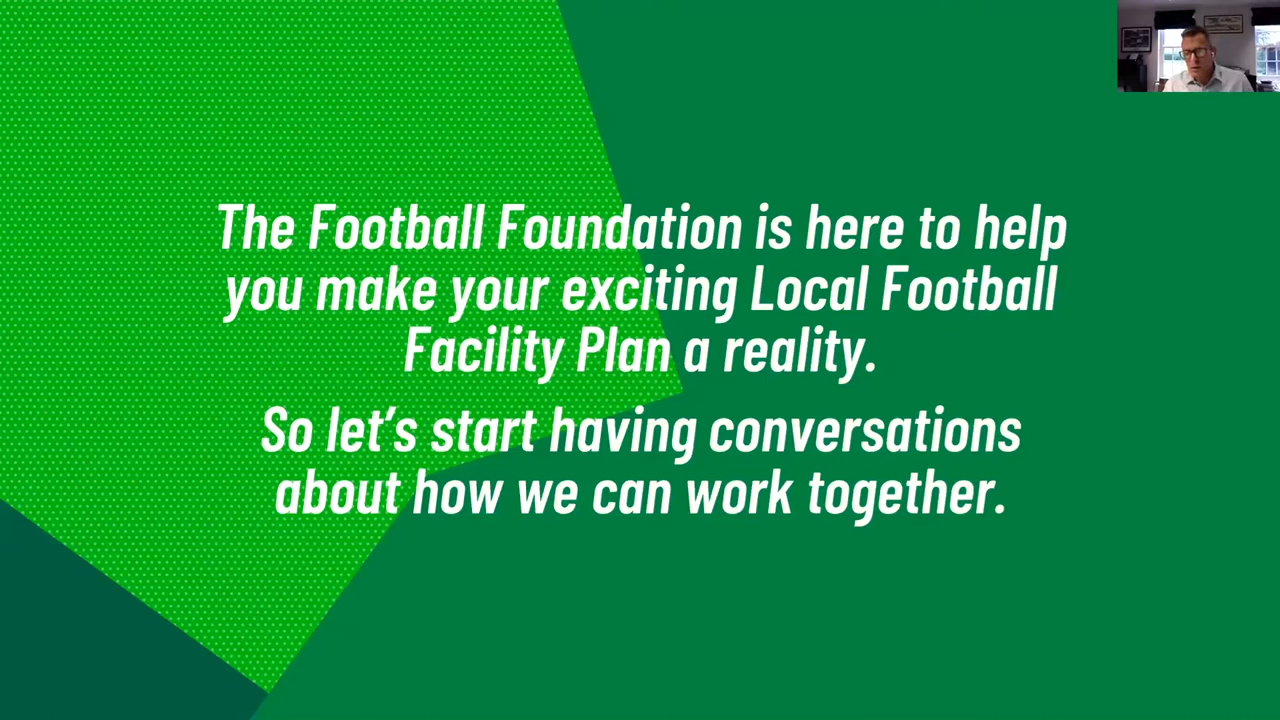 The Football Foundation is here to help
you make your exciting Local Football
Facility Plan a reality.
So let’s start having conversations
about how we can work together.